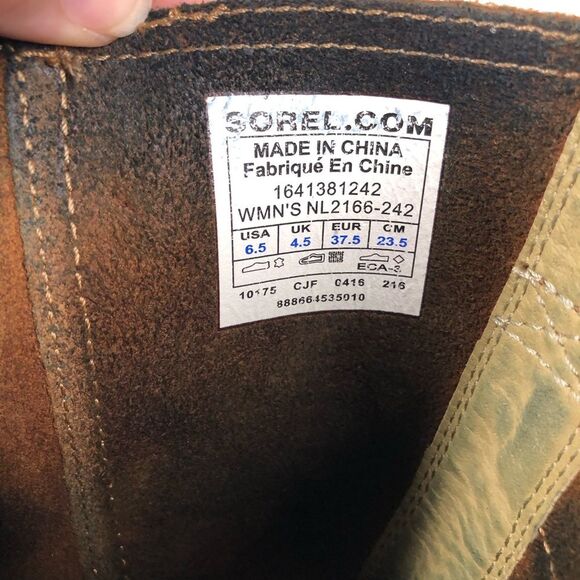 SOREL.COM
MADE IN CHINA
Fabriqué En Chine
1641381242
WMN'S NL2166-242
USA UK EUR CM
6.5 4.5 37.5 23.5
ECA-3
CJF 0416 216
888664535010